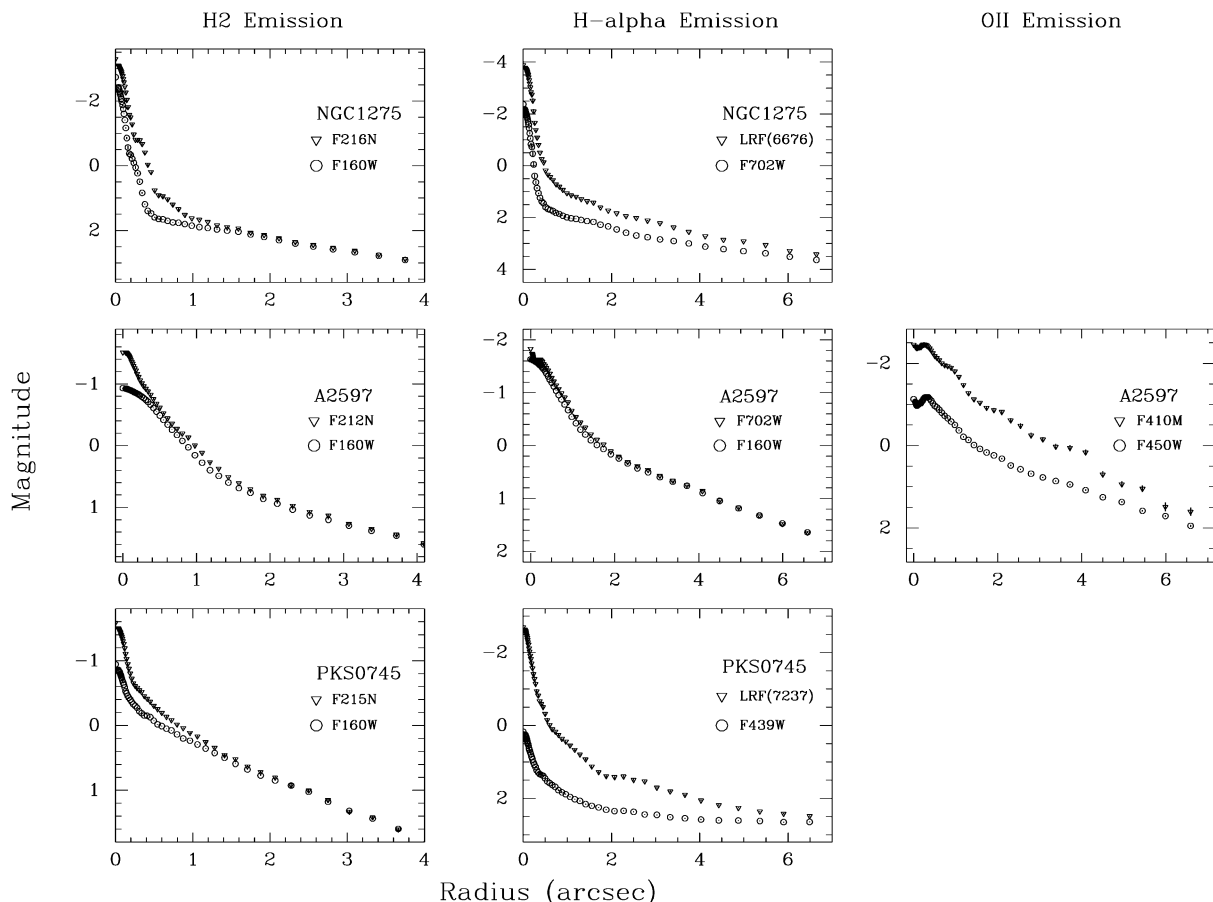 H2 Emission
H-alpha Emission
OII Emission
NGC1275
F216N
F160W
-2
0
2
0 1 2 3 4
NGC1275
LRF(6676)
F702W
-4
-2
0
2
4
0 2 4 6
Magnitude
A2597
F212N
F160W
-1
0
1
0 1 2 3 4
A2597
F702W
F160W
-2
-1
0
1
2
0 2 4 6
A2597
F410M
F450W
-2
0
2
0 2 4 6
PKS0745
F215N
F160W
-1
0
1
0 1 2 3 4
PKS0745
LRF(7237)
F439W
-2
0
2
0 2 4 6
Radius (arcsec)